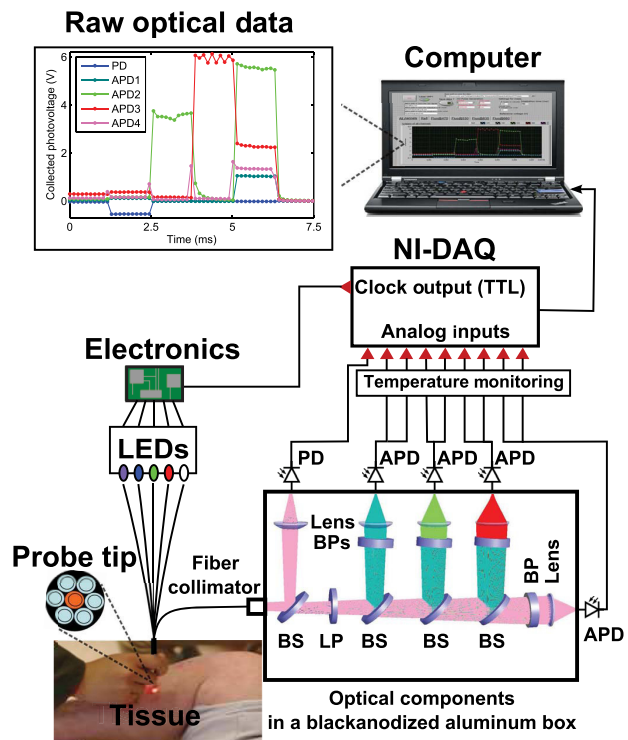 Raw optical data
Collected photovoltage (V)
6
4
2
0
PD
APD1
APD2
APD3
APD4
0
2.5
5
7.5
Time (ms)
Computer
NI-DAQ
Clock output (TTL)
Analog inputs
Temperature monitoring
Electronics
LEDs
PD
APD
APD
APD
Lens
BPs
BP
Lens
Probe tip
Fiber
collimator
BS
LP
BS
BS
BS
APD
Tissue
Optical components
in a blackanodized aluminum box